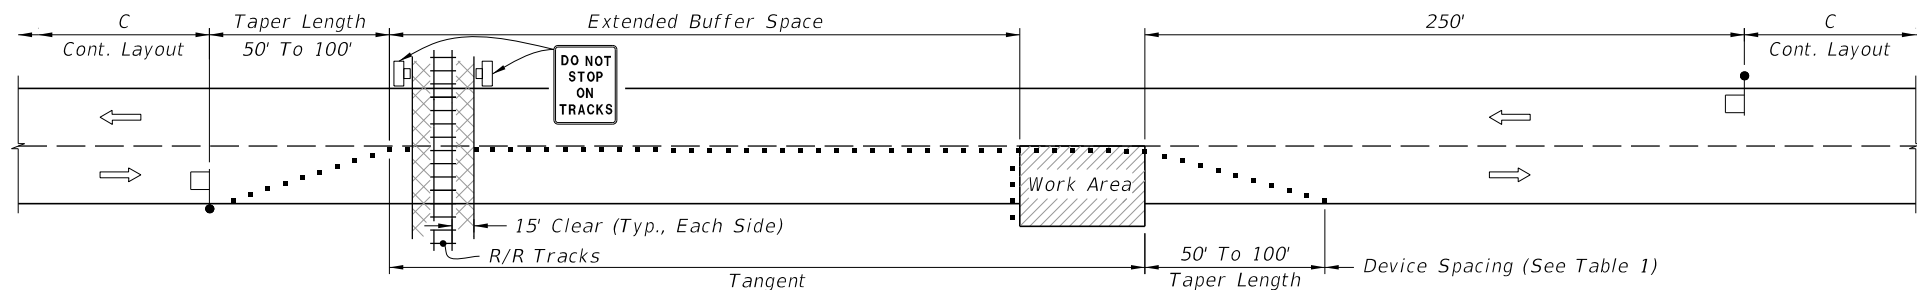 C
Cont. Layout
Taper Length
50' To 100'
Extended Buffer Space
250'
C
Cont. Layout
DO NOT
STOP
ON
TRACKS
Work Area
15' Clear (Typ., Each Side)
R/R Tracks
Tangent
50' To 100'
Taper Length
Device Spacing (See Table 1)